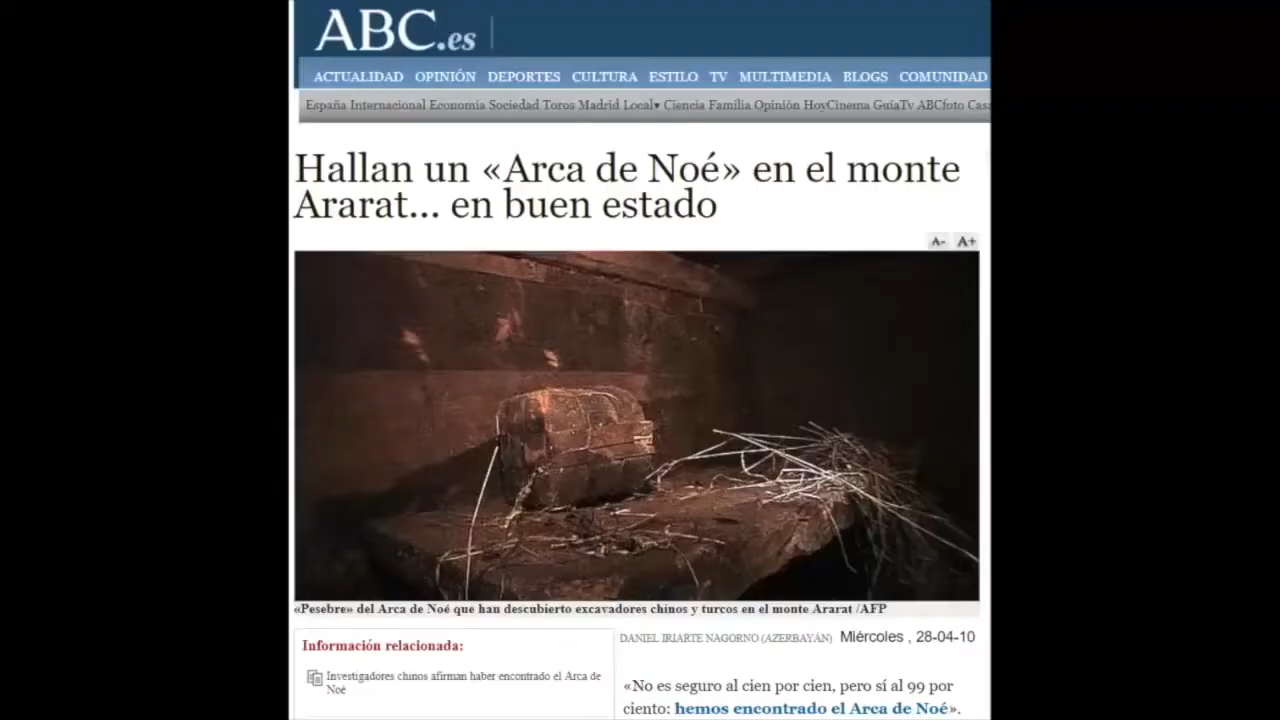 ABC.es
ACTUALIDAD OPINIÓN DEPORTES CULTURA ESTILO TV MULTIMEDIA BLOGS COMUNIDAD
España Internacional Economía Sociedad Toros Madrid Local▾ Ciencia Familia Opinión HoyCinema GuíaTv ABCfoto
Hallan un «Arca de Noé» en el monte
Ararat... en buen estado
A- A+
«Pesebre» del Arca de Noé que han descubierto excavadores chinos y turcos en el monte Ararat /AFP
Información relacionada:
Investigadores chinos afirman haber encontrado el Arca de
Noé
DANIEL IRIARTE NAGORNO (AZERBAYÁN) Miércoles , 28-04-10
«No es seguro al cien por cien, pero sí al 99 por
ciento: hemos encontrado el Arca de Noé».